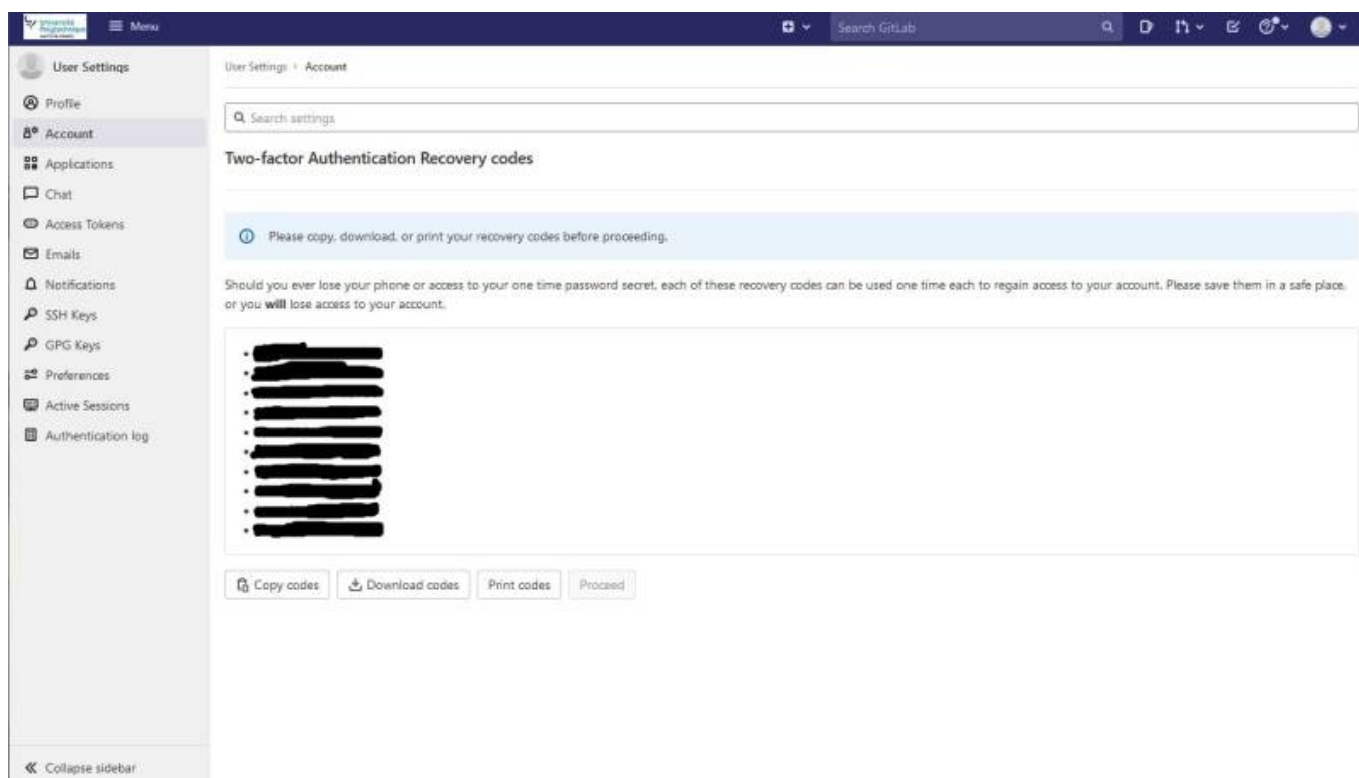 Menu
Search GitLab
User Settings
User Settings › Account
Profile
Account
Search settings
Applications
Two-factor Authentication Recovery codes
Chat
Access Tokens
Please copy, download, or print your recovery codes before proceeding.
Emails
Notifications
Should you ever lose your phone or access to your one time password secret, each of these recovery codes can be used one time each to regain access to your account. Please save them in a safe place,
or you will lose access to your account.
SSH Keys
GPG Keys
Preferences
Active Sessions
Authentication log
Copy codes
Download codes
Print codes
Proceed
Collapse sidebar